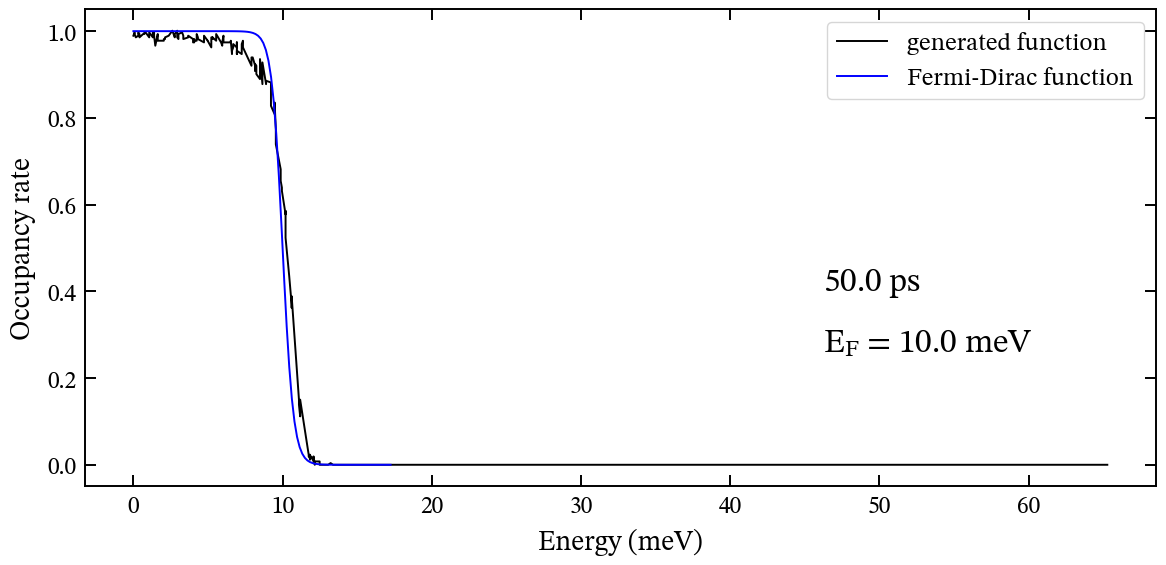 generated function
Fermi-Dirac function
50.0 ps
E_F = 10.0 meV
Occupancy rate
1.0
0.8
0.6
0.4
0.2
0.0
0 10 20 30 40 50 60
Energy (meV)